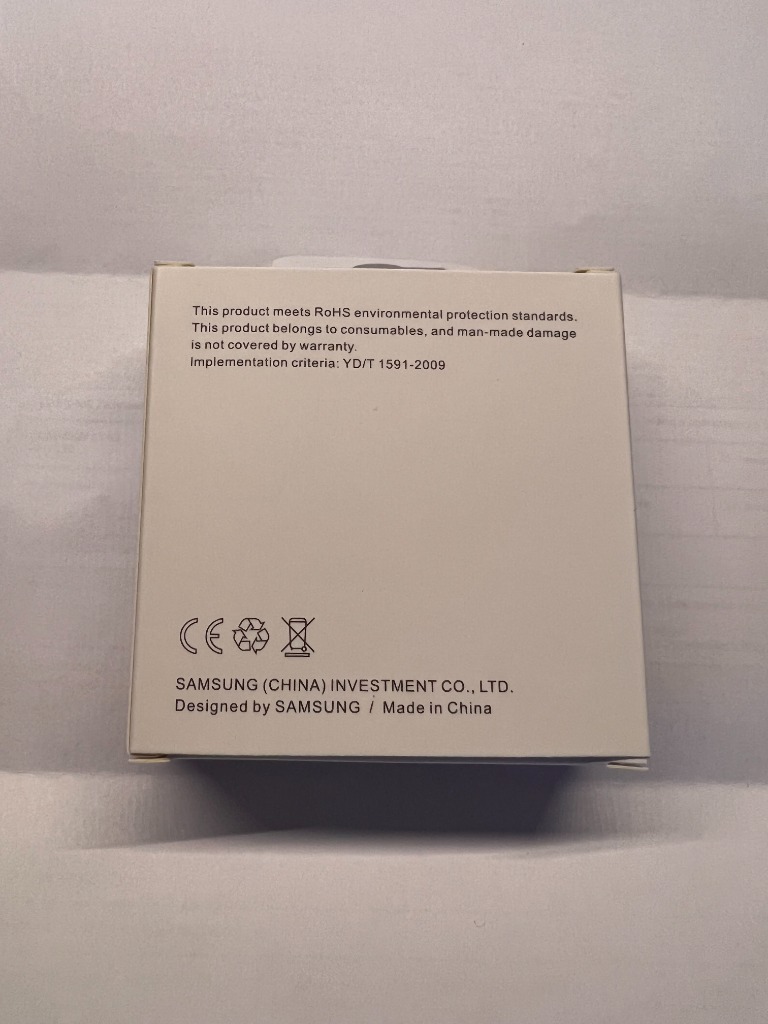 This product meets RoHS environmental protection standards.
This product belongs to consumables, and man-made damage
is not covered by warranty.
Implementation criteria: YD/T 1591-2009
CE
SAMSUNG (CHINA) INVESTMENT CO., LTD.
Designed by SAMSUNG / Made in China